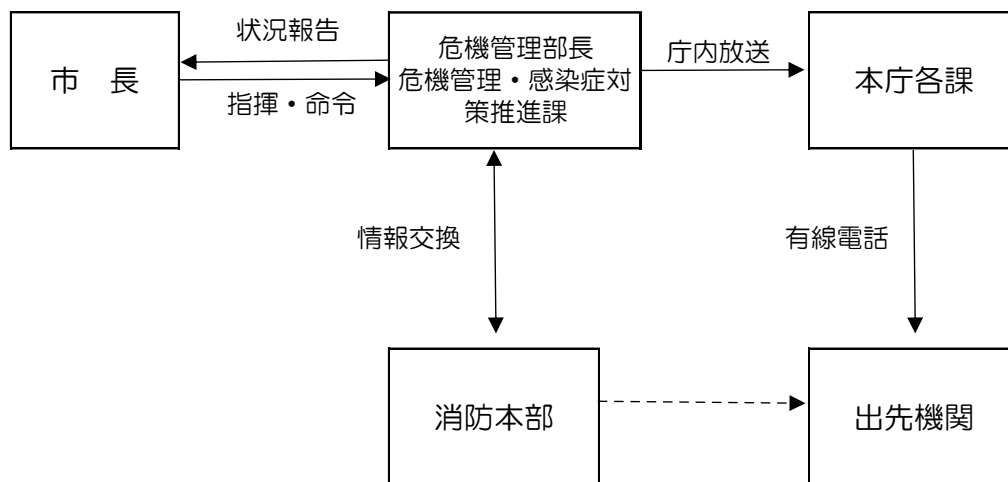 状況報告
市　長
指揮・命令
危機管理部長
危機管理・感染症対
策推進課
庁内放送
本庁各課
情報交換
有線電話
消防本部
出先機関